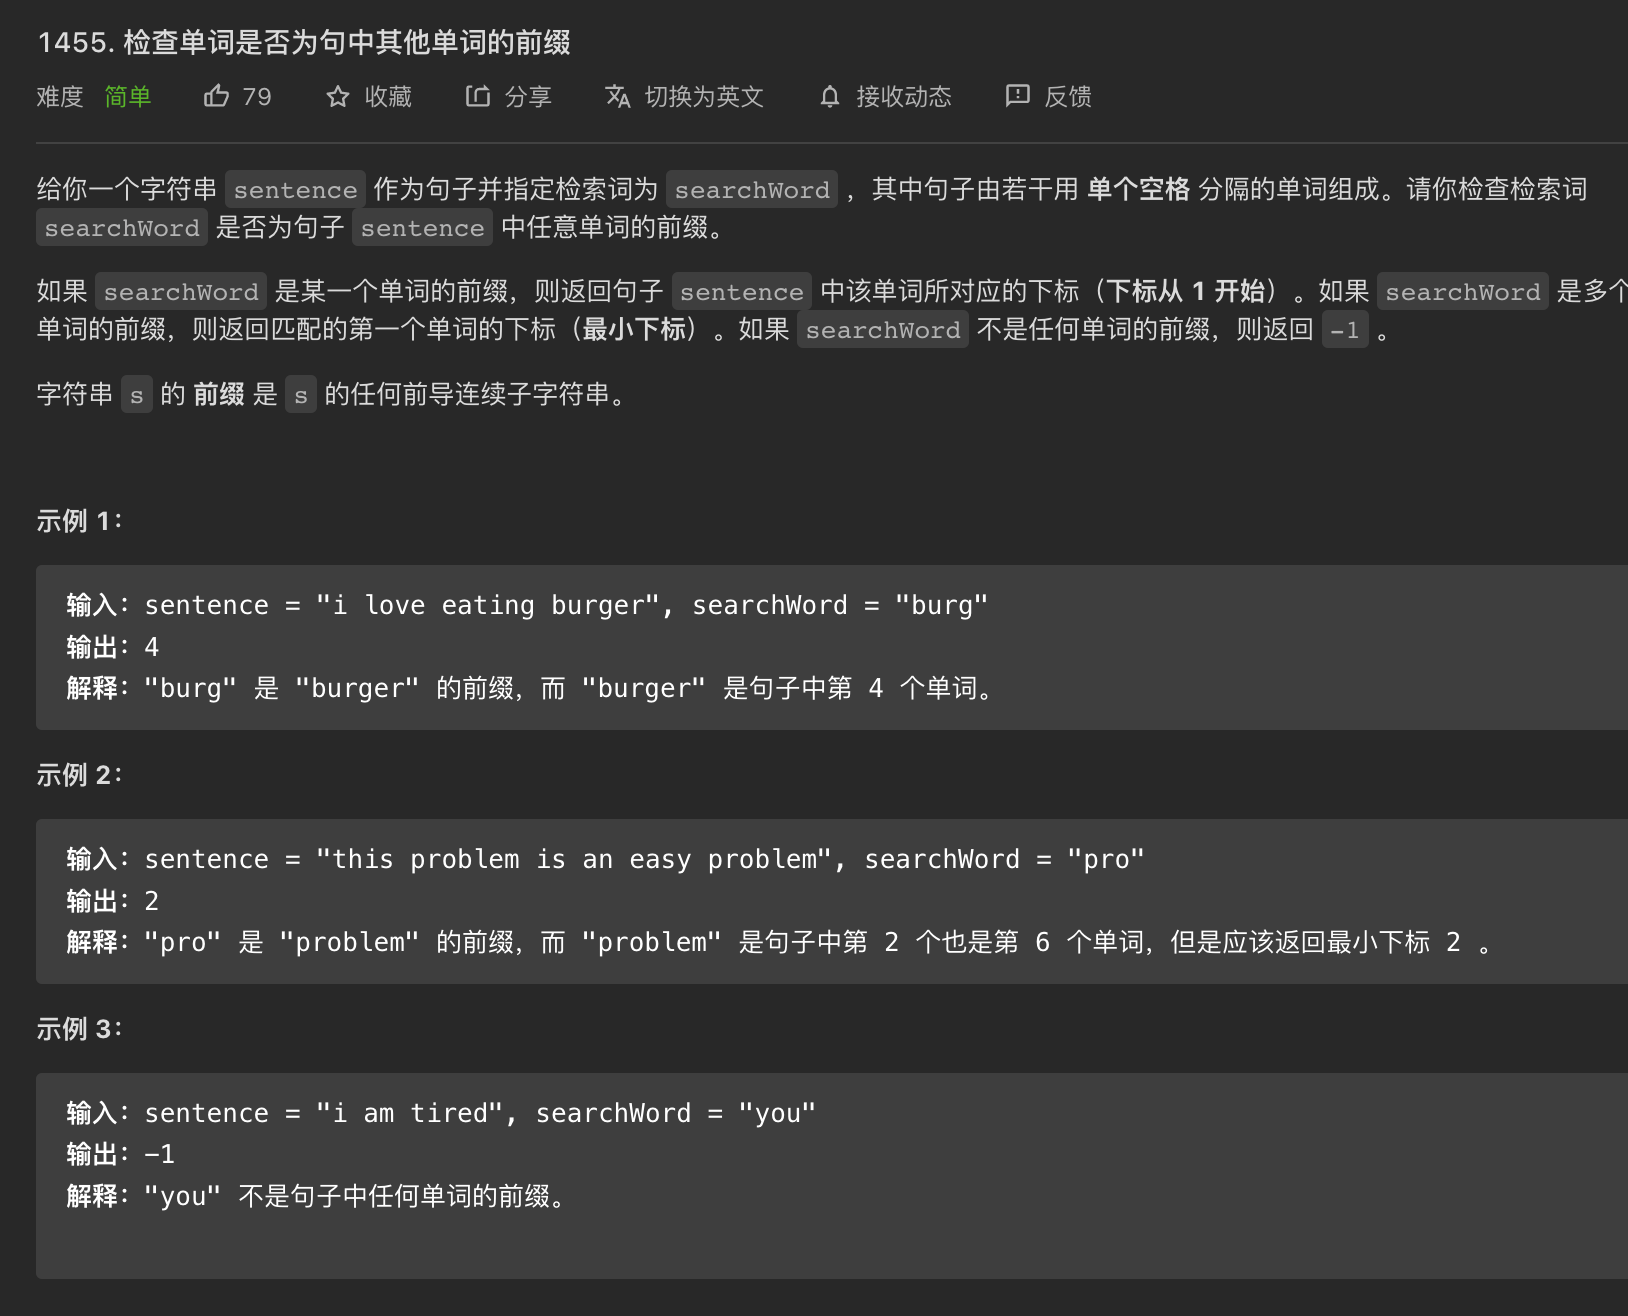 1455. 检查单词是否为句中其他单词的前缀
难度 简单 79 收藏 分享 切换为英文 接收动态 反馈
给你一个字符串 sentence 作为句子并指定检索词为 searchWord ，其中句子由若干用 单个空格 分隔的单词组成。请你检查检索词
searchWord 是否为句子 sentence 中任意单词的前缀。
如果 searchWord 是某一个单词的前缀，则返回句子 sentence 中该单词所对应的下标（下标从 1 开始）。如果 searchWord 是多个
单词的前缀，则返回匹配的第一个单词的下标（最小下标）。如果 searchWord 不是任何单词的前缀，则返回 -1 。
字符串 s 的 前缀 是 s 的任何前导连续子字符串。
示例 1：
输入：sentence = "i love eating burger", searchWord = "burg"
输出：4
解释："burg" 是 "burger" 的前缀，而 "burger" 是句子中第 4 个单词。
示例 2：
输入：sentence = "this problem is an easy problem", searchWord = "pro"
输出：2
解释："pro" 是 "problem" 的前缀，而 "problem" 是句子中第 2 个也是第 6 个单词，但是应该返回最小下标 2 。
示例 3：
输入：sentence = "i am tired", searchWord = "you"
输出：-1
解释："you" 不是句子中任何单词的前缀。